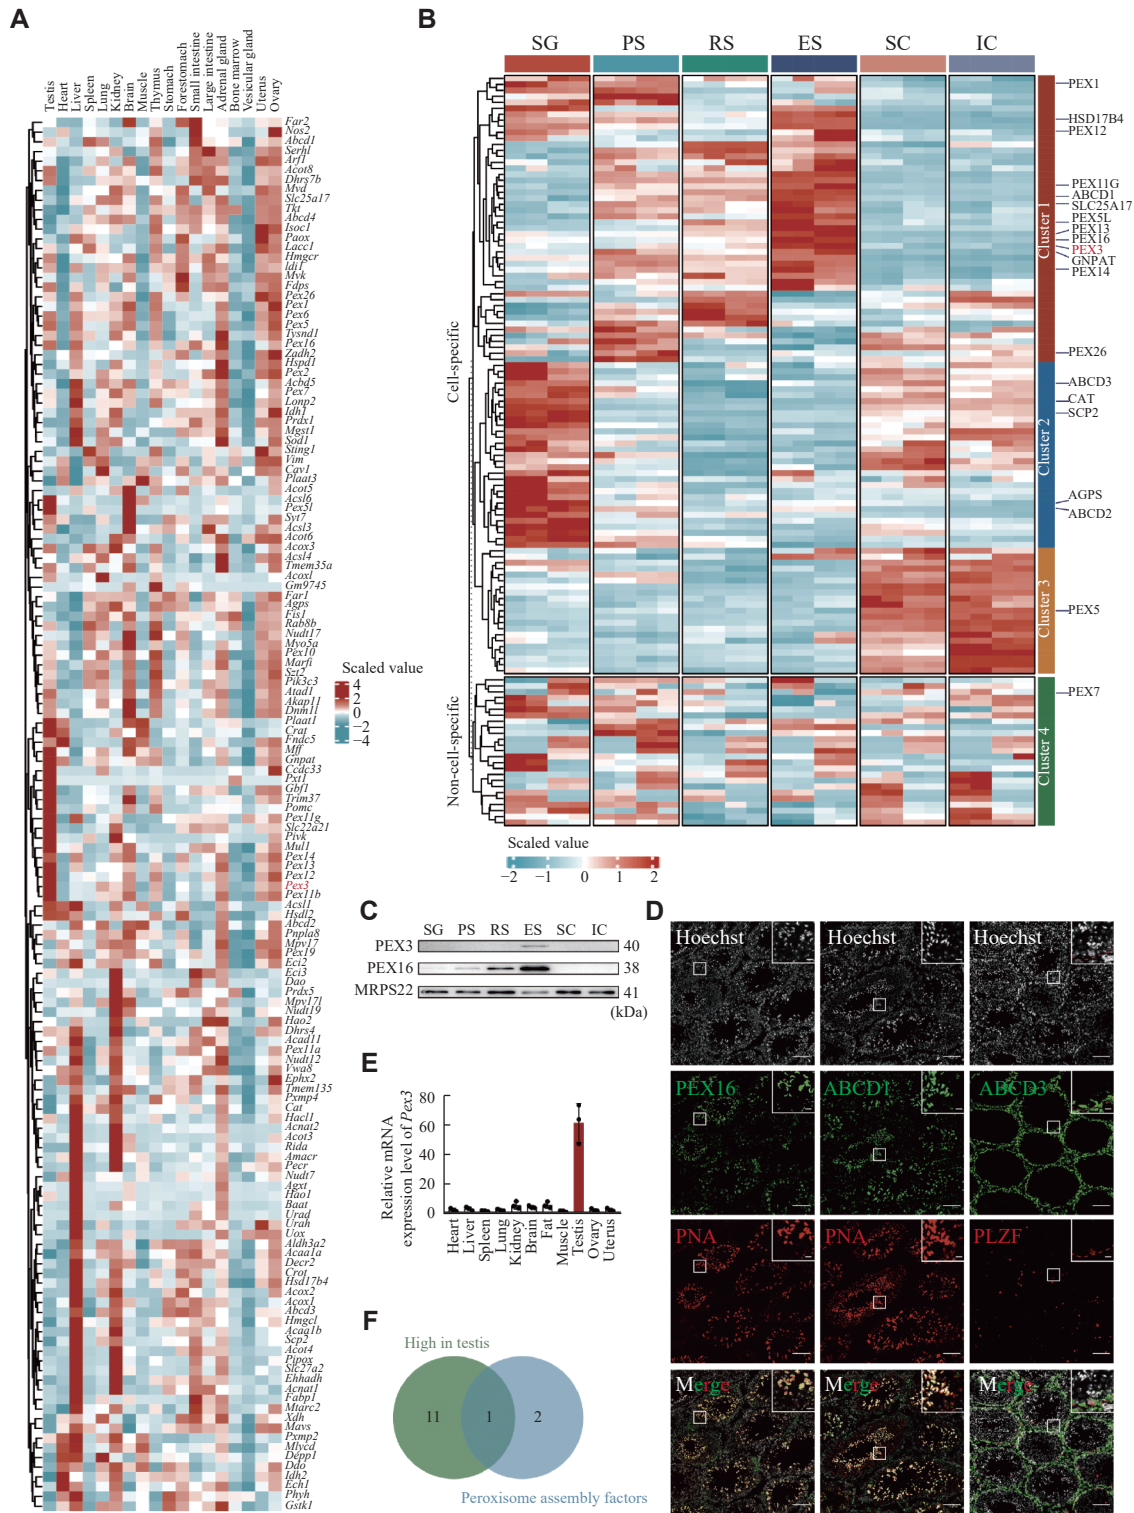 A
Testis
Heart
Liver
Spleen
Lung
Kidney
Brain
Muscle
Thymus
Stomach
Forestomach
Small intestine
Large intestine
Adrenal gland
Bone marrow
Vesicular gland
Uterus
Ovary
Far2
Nos2
Abcd1
Serhl
Arf1
Acot8
Dhrs7b
Mvd
Slc25a17
Tkt
Abcd4
Isoc1
Paox
Lacc1
Hmgcr
Idi1
Mvk
Fdps
Pex26
Pex1
Pex6
Pex5
Tysnd1
Pex16
Zadh2
Hspd1
Pex2
Acbd5
Pex7
Lonp2
Idh1
Prdx1
Mgst1
Sod1
Sting1
Vim
Cav1
Plaat3
Acot5
Acsl6
Pex5l
Syt7
Acsl3
Acot6
Acox3
Acsl4
Tmem35a
Acoxl
Gm9745
Far1
Agps
Fis1
Rab8b
Nudt17
Myo5a
Pex10
Marf1
Szt2
Pik3c3
Atad1
Akap11
Dnm1l
Plaat1
Crat
Fndc5
Mff
Gnpat
Ccdc33
Pxt1
Gbf1
Trim37
Pomc
Pex11g
Slc22a21
Pivk
Mul1
Pex14
Pex13
Pex12
Pex3
Pex11b
Acsl1
Hsdl2
Abcd2
Pnpla8
Mpv17
Pex19
Eci2
Eci3
Dao
Prdx5
Mpv17l
Nudt19
Hao2
Dhrs4
Acad11
Pex11a
Nudt12
Vwa8
Ephx2
Tmem135
Pxmp4
Cat
Hacl1
Acnat2
Acot3
Rida
Amacr
Pecr
Nudt7
Agxt
Hao1
Baat
Urad
Urah
Uox
Aldh3a2
Acaa1a
Decr2
Crot
Hsd17b4
Acox2
Acox1
Abcd3
Hmgcl
Acaa1b
Scp2
Acot4
Pipox
Slc27a2
Ehhadh
Acnat1
Fabp1
Mtarc2
Xdh
Mavs
Pxmp2
Mlycd
Depp1
Ddo
Idh2
Ech1
Phyh
Gstk1
Scaled value
4
2
0
−2
−4
B
SG PS RS ES SC IC
Cell-specific
Non-cell-specific
Cluster 1
Cluster 2
Cluster 3
Cluster 4
PEX1
HSD17B4
PEX12
PEX11G
ABCD1
SLC25A17
PEX5L
PEX13
PEX16
PEX3
GNPAT
PEX14
PEX26
ABCD3
CAT
SCP2
AGPS
ABCD2
PEX5
PEX7
Scaled value
−2 −1 0 1 2
C
SG PS RS ES SC IC
PEX3 40
PEX16 38
MRPS22 41
(kDa)
D
Hoechst Hoechst Hoechst
PEX16 ABCD1 ABCD3
PNA PNA PLZF
Merge Merge Merge
E
Relative mRNA
expression level of Pex3
80
60
40
20
0
Heart
Liver
Spleen
Lung
Kidney
Brain
Fat
Muscle
Testis
Ovary
Uterus
F
High in testis
11 1 2
Peroxisome assembly factors